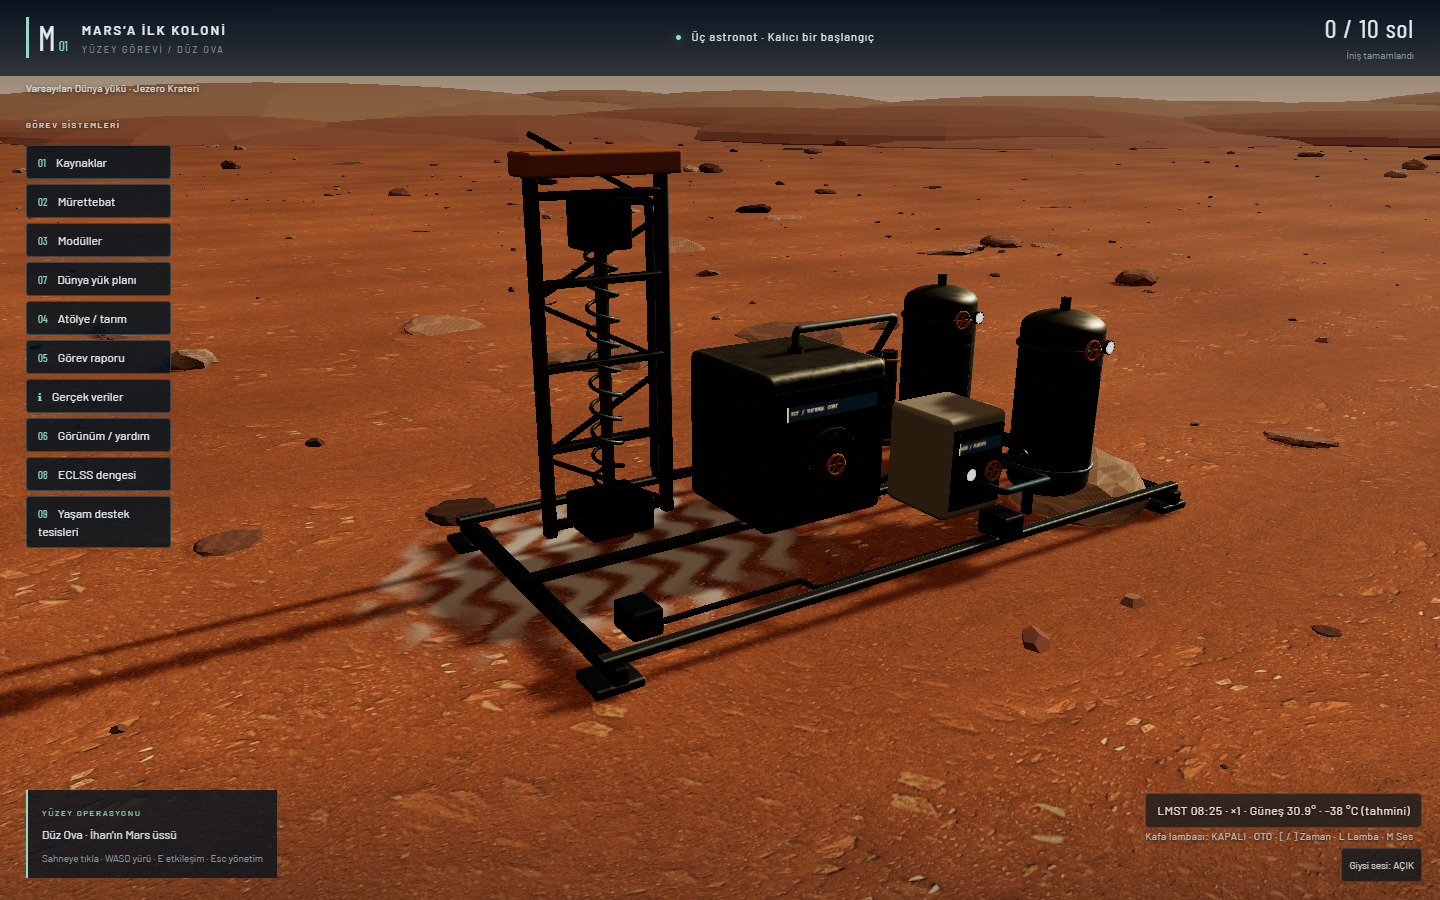 M 01
MARS'A İLK KOLONİ
YÜZEY GÖREVİ / DÜZ OVA
Üç astronot · Kalıcı bir başlangıç
0 / 10 sol
İniş tamamlandı
Varsayılan Dünya yükü · Jezero Krateri
GÖREV SİSTEMLERİ
01 Kaynaklar
02 Mürettebat
03 Modüller
07 Dünya yük planı
04 Atölye / tarım
05 Görev raporu
i Gerçek veriler
06 Görünüm / yardım
08 ECLSS dengesi
09 Yaşam destek
tesisleri
YÜZEY OPERASYONU
Düz Ova · İhan'ın Mars üssü
Sahneye tıkla · WASD yürü · E etkileşim · Esc yönetim
LMST 08:25 · ×1 · Güneş 30.9° · -38 °C (tahmini)
Kafa lambası: KAPALI · OTO · [ / ] Zaman · L Lamba · M Ses
Giysi sesi: AÇIK